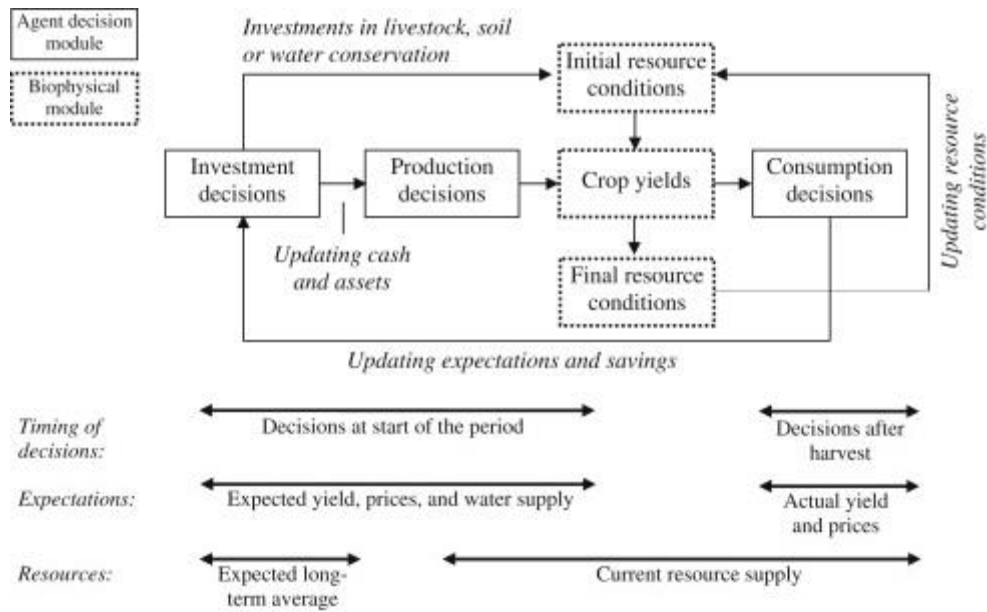 Agent decision
module
Biophysical
module
Investments in livestock, soil
or water conservation
Initial resource
conditions
Investment
decisions
Production
decisions
Crop yields
Consumption
decisions
Updating resource
conditions
Updating cash
and assets
Final resource
conditions
Updating expectations and savings
Timing of
decisions:
Decisions at start of the period
Decisions after
harvest
Expectations:
Expected yield, prices, and water supply
Actual yield
and prices
Resources:
Expected long-
term average
Current resource supply